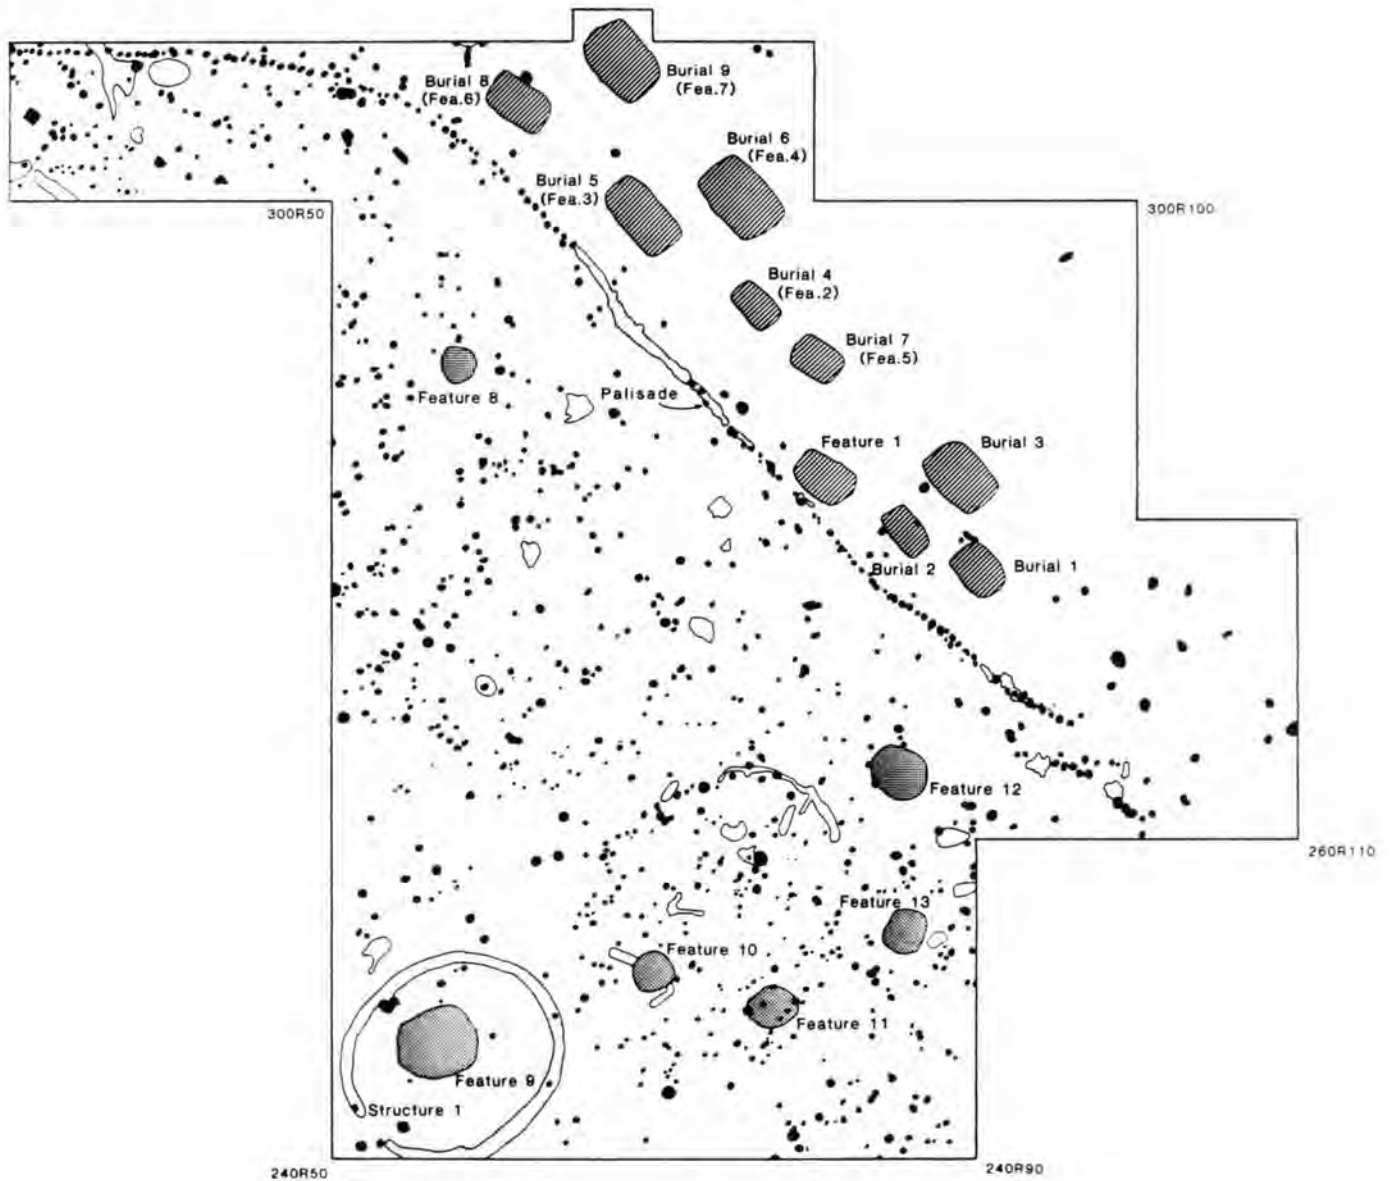 Burial 8
(Fea.6)
Burial 9
(Fea.7)
Burial 6
(Fea.4)
Burial 5
(Fea.3)
300R50
300R100
Burial 4
(Fea.2)
Burial 7
(Fea.5)
Feature 8
Palisade
Feature 1
Burial 3
Burial 2
Burial 1
Feature 12
260R110
Feature 13
Feature 10
Feature 11
Feature 9
Structure 1
240R50
240R90